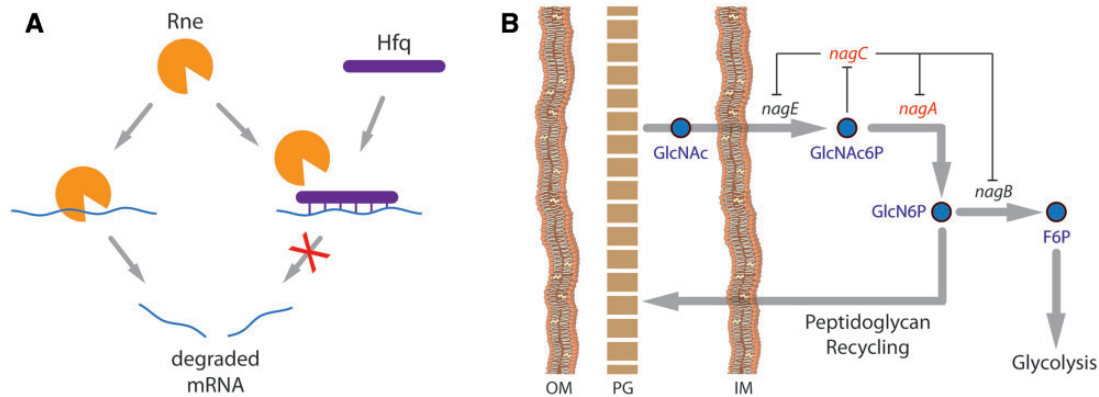 A
Rne
Hfq
degraded
mRNA
B
nagC
nagE
nagA
GlcNAc
GlcNAc6P
nagB
GlcN6P
F6P
Peptidoglycan
Recycling
Glycolysis
OM
PG
IM